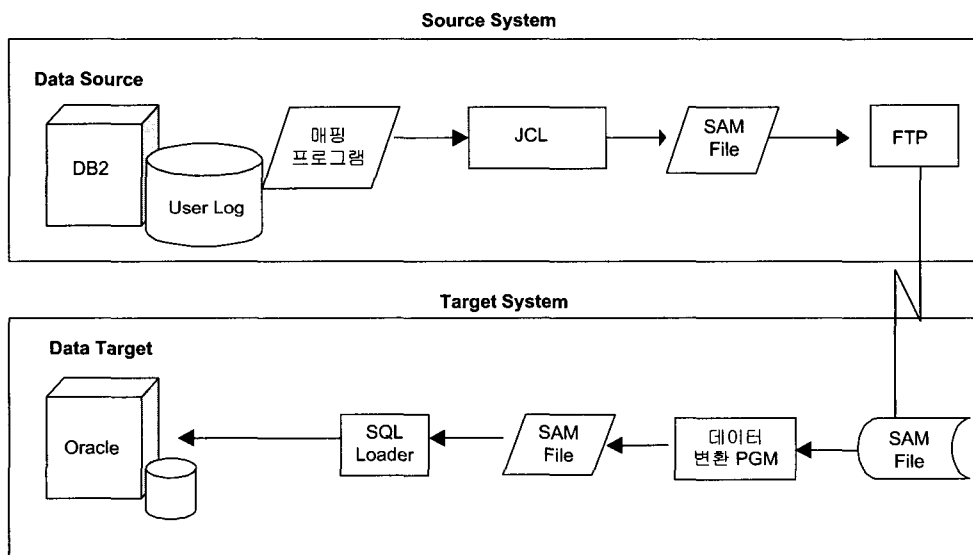 Source System
Data Source
DB2
User Log
매핑
프로그램
JCL
SAM
File
FTP
Target System
Data Target
Oracle
SQL
Loader
SAM
File
데이터
변환 PGM
SAM
File